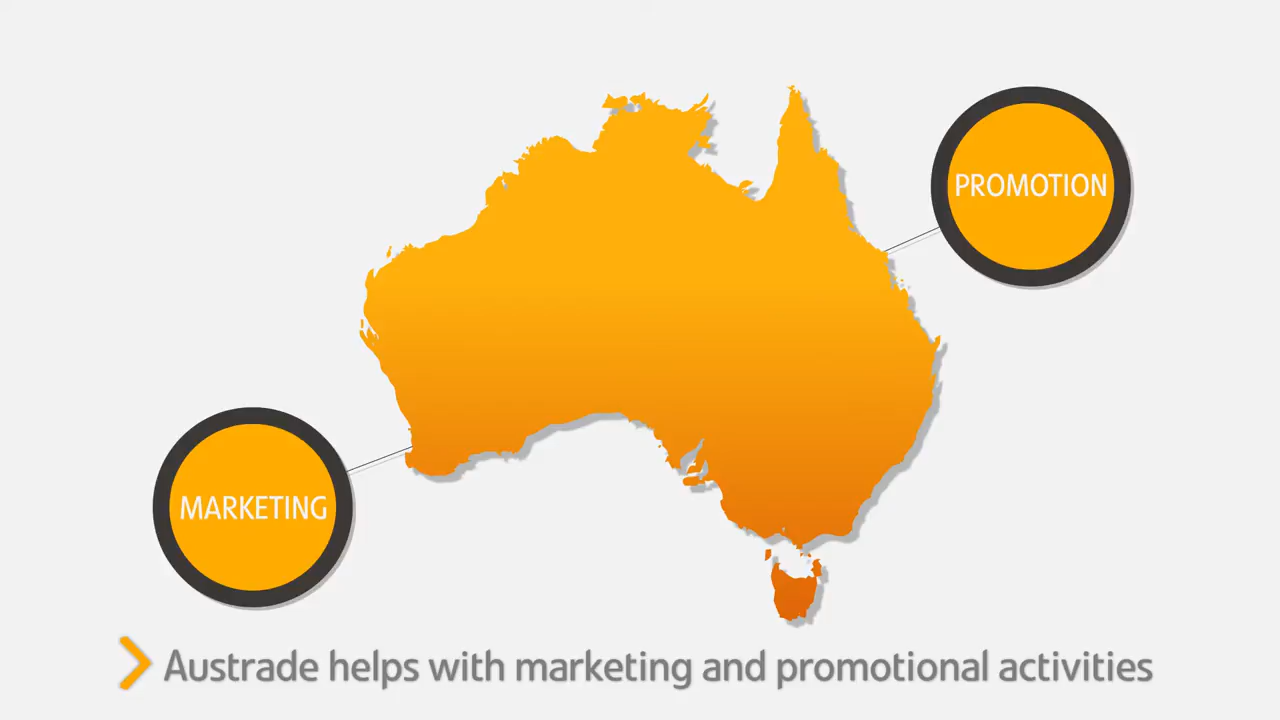 PROMOTION
MARKETING
Austrade helps with marketing and promotional activities